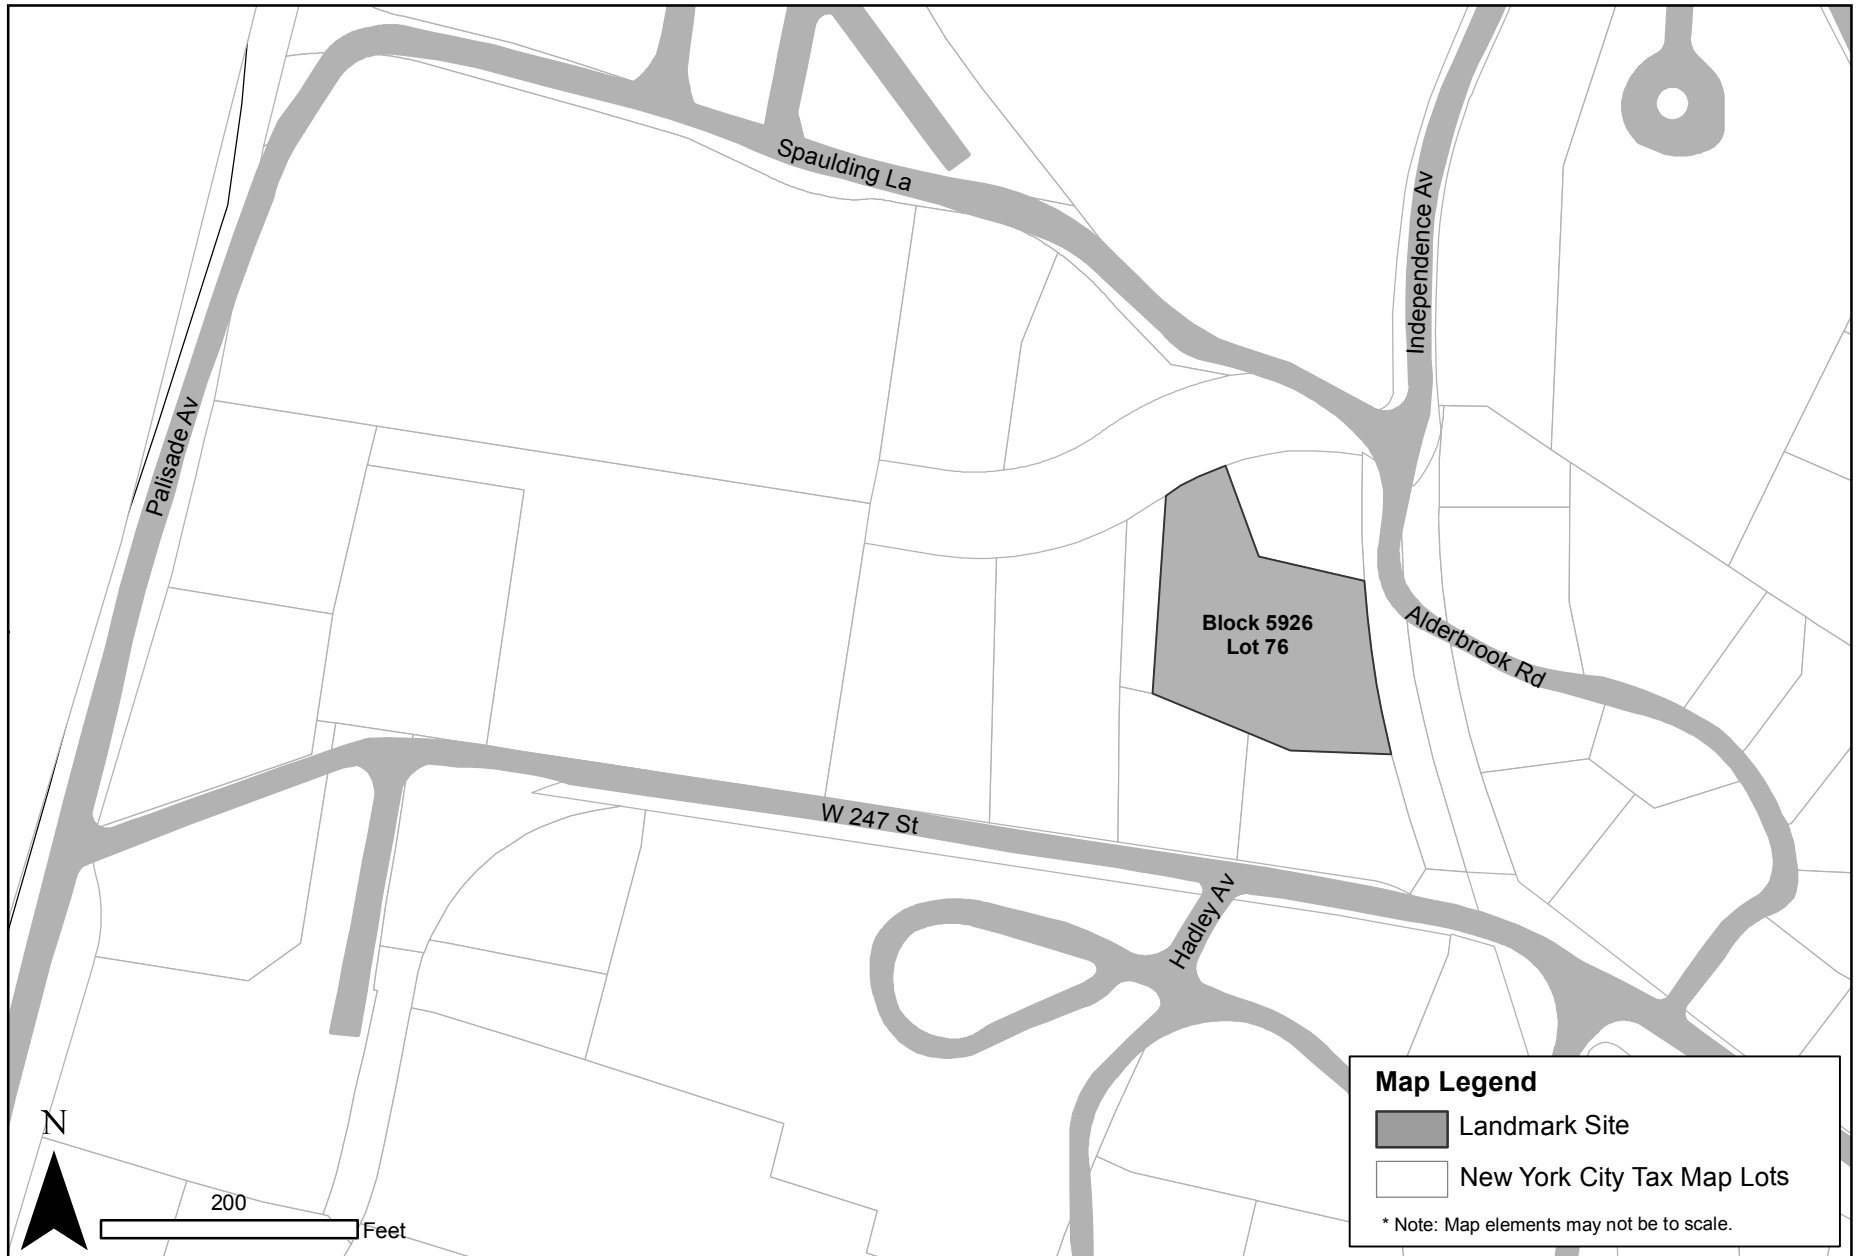 Spaulding La
Independence Av
Palisade Av
Block 5926
Lot 76
Alderbrook Rd
W 247 St
Hadley Av
Map Legend
Landmark Site
New York City Tax Map Lots
* Note: Map elements may not be to scale.
N
200
Feet